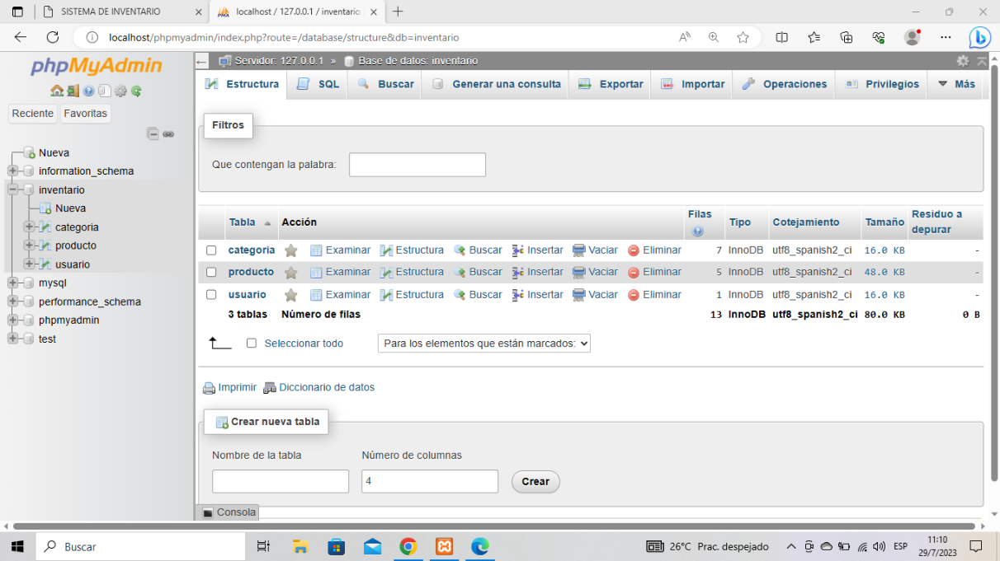 SISTEMA DE INVENTARIO
localhost / 127.0.0.1 / inventario
localhost/phpmyadmin/index.php?route=/database/structure&db=inventario
phpMyAdmin
Reciente Favoritas
Nueva
information_schema
inventario
Nueva
categoria
producto
usuario
mysql
performance_schema
phpmyadmin
test
Servidor: 127.0.0.1 » Base de datos: inventario
Estructura SQL Buscar Generar una consulta Exportar Importar Operaciones Privilegios Más
Filtros
Que contengan la palabra:
Tabla Acción Filas Tipo Cotejamiento Tamaño Residuo a depurar
categoria Examinar Estructura Buscar Insertar Vaciar Eliminar 7 InnoDB utf8_spanish2_ci 16.0 KB -
producto Examinar Estructura Buscar Insertar Vaciar Eliminar 5 InnoDB utf8_spanish2_ci 48.0 KB -
usuario Examinar Estructura Buscar Insertar Vaciar Eliminar 1 InnoDB utf8_spanish2_ci 16.0 KB -
3 tablas Número de filas 13 InnoDB utf8_spanish2_ci 80.0 KB 0 B
Seleccionar todo Para los elementos que están marcados:
Imprimir Diccionario de datos
Crear nueva tabla
Nombre de la tabla Número de columnas
4 Crear
Consola
Buscar 26°C Prac. despejado ESP 11:10
29/7/2023